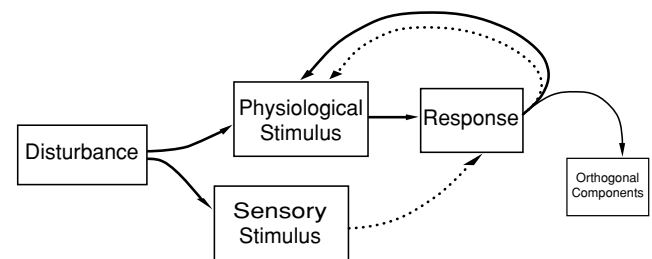 Physiological
Stimulus
Response
Disturbance
Orthogonal
Components
Sensory
Stimulus